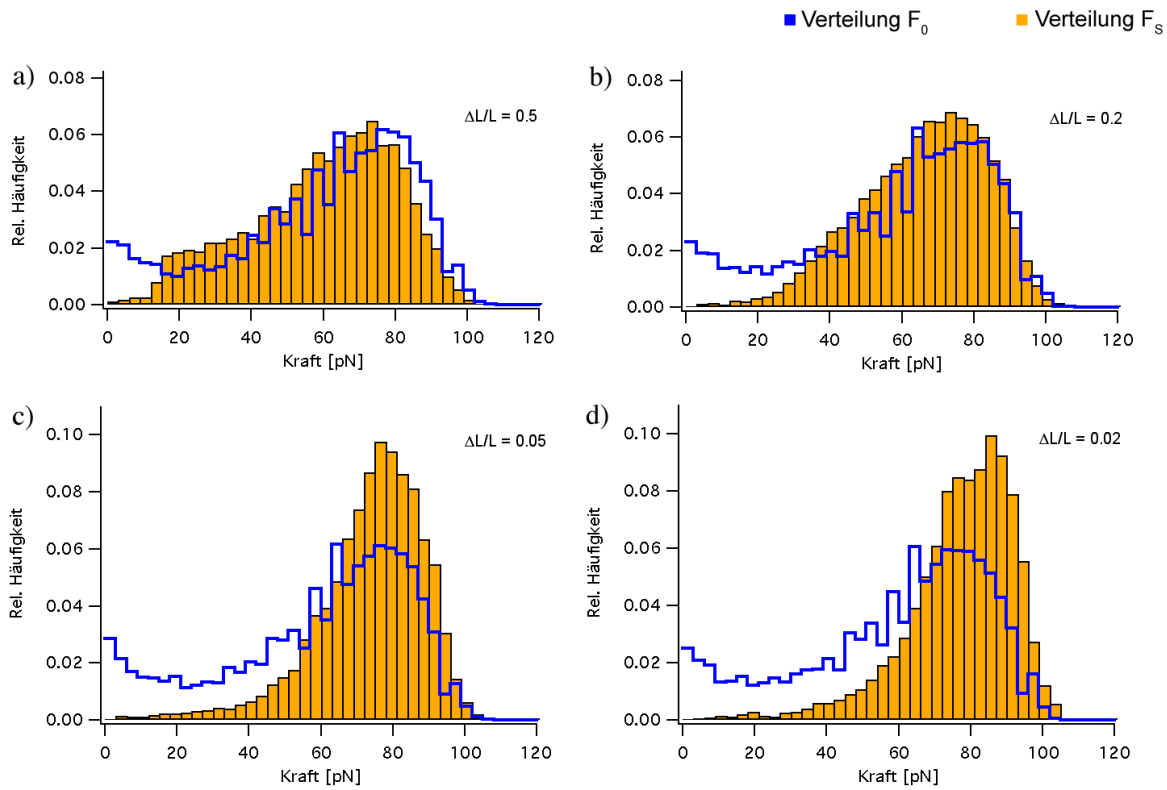 Verteilung F₀
Verteilung Fₛ
a)
ΔL/L = 0.5
Rel. Häufigkeit
0.08
0.06
0.04
0.02
0.00
0 20 40 60 80 100 120
Kraft [pN]
b)
ΔL/L = 0.2
Rel. Häufigkeit
0.08
0.06
0.04
0.02
0.00
0 20 40 60 80 100 120
Kraft [pN]
c)
ΔL/L = 0.05
Rel. Häufigkeit
0.10
0.08
0.06
0.04
0.02
0.00
0 20 40 60 80 100 120
Kraft [pN]
d)
ΔL/L = 0.02
Rel. Häufigkeit
0.10
0.08
0.06
0.04
0.02
0.00
0 20 40 60 80 100 120
Kraft [pN]